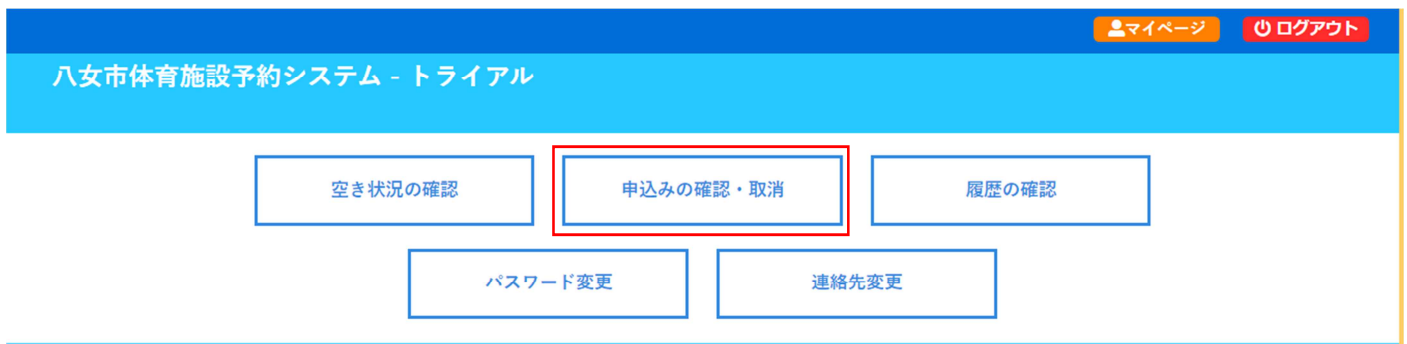 マイページ
ログアウト
八女市体育施設予約システム - トライアル
空き状況の確認
申込みの確認・取消
履歴の確認
パスワード変更
連絡先変更